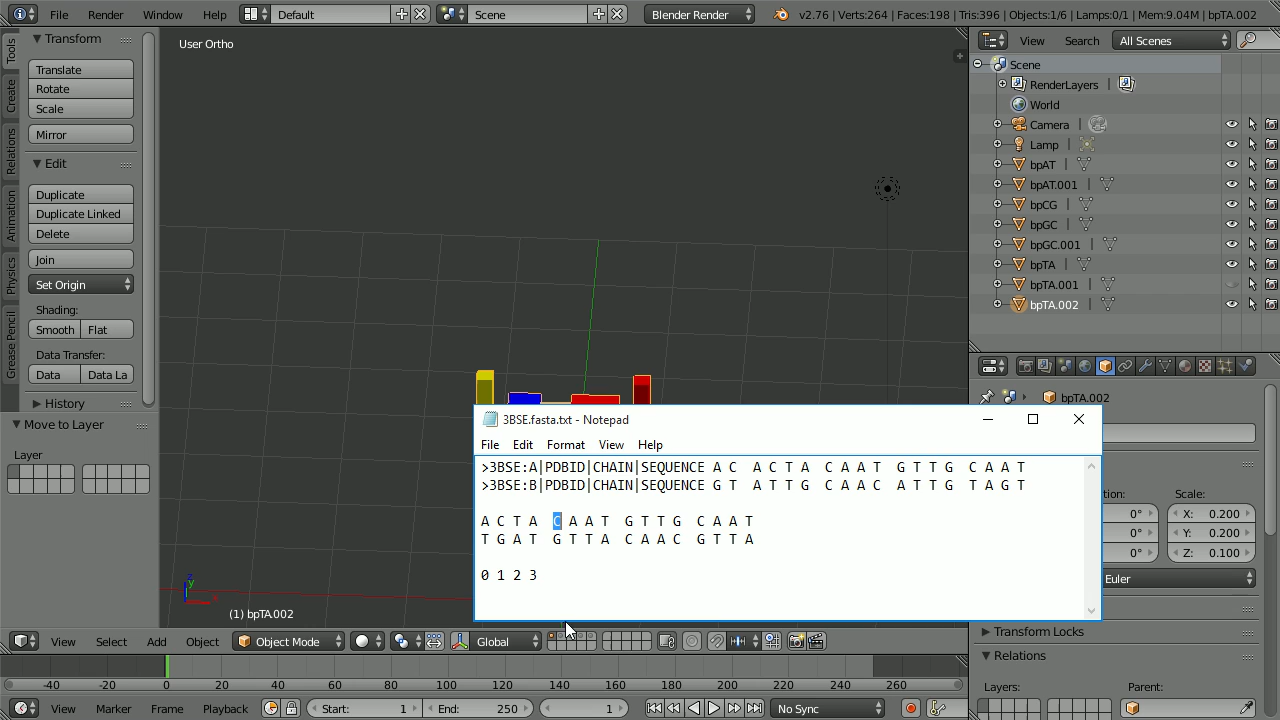 File Render Window Help Default Scene Blender Render v2.76 | Verts:264 | Faces:198 | Tris:396 | Objects:1/6 | Lamps:0/1 | Mem:9.04M | bpTA.002
Tools
Create
Relations
Animation
Physics
Grease Pencil
Transform
Translate
Rotate
Scale
Mirror
Edit
Duplicate
Duplicate Linked
Delete
Join
Set Origin
Shading:
Smooth Flat
Data Transfer:
Data Data La
History
Move to Layer
Layer
User Ortho
(1) bpTA.002
View Search All Scenes
Scene
RenderLayers |
World
Camera |
Lamp |
bpAT |
bpAT.001 |
bpCG |
bpGC |
bpGC.001 |
bpTA |
bpTA.001 |
bpTA.002 |
bpTA.002
3BSE.fasta.txt - Notepad
File Edit Format View Help
>3BSE:A|PDBID|CHAIN|SEQUENCE A C A C T A C A A T G T T G C A A T
>3BSE:B|PDBID|CHAIN|SEQUENCE G T A T T G C A A C A T T G T A G T
A C T A C A A T G T T G C A A T
T G A T G T T A C A A C G T T A
0 1 2 3
Scale:
0° X: 0.200
0° Y: 0.200
0° Z: 0.100
Euler
Transform Locks
Relations
Layers: Parent:
View Select Add Object Object Mode Global
-40 -20 0 20 40 60 80 100 120 140 160 180 200 220 240 260
View Marker Frame Playback Start: 1 End: 250 1 No Sync